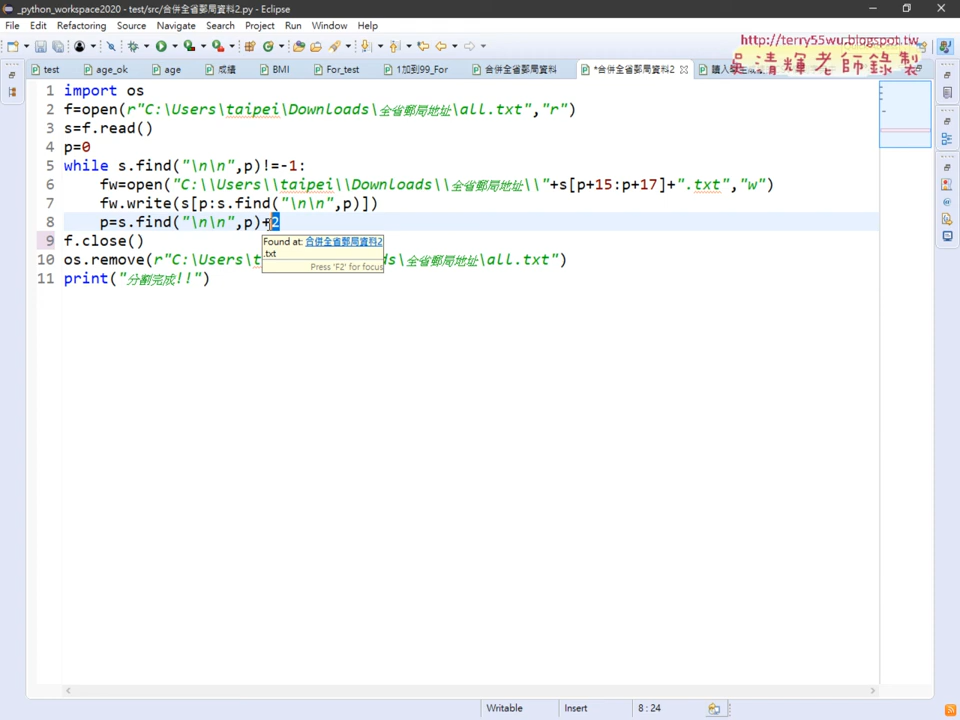 _python_workspace2020 - test/src/合併全省郵局資料2.py - Eclipse
File Edit Refactoring Source Navigate Search Project Run Window Help
http://terry55wu.blogspot.tw
吳清輝老師錄製
test age_ok age 成績 BMI For_test 1加到99_For 合併全省郵局資料 *合併全省郵局資料2 讀入學生成
1 import os
2 f=open(r"C:\Users\taipei\Downloads\全省郵局地址\all.txt","r")
3 s=f.read()
4 p=0
5 while s.find("\n\n",p)!=-1:
6 fw=open("C:\\Users\\taipei\\Downloads\\全省郵局地址\\"+s[p+15:p+17]+".txt","w")
7 fw.write(s[p:s.find("\n\n",p)])
8 p=s.find("\n\n",p)+2
9 f.close()
Found at: 合併全省郵局資料2
.txt
Press 'F2' for focus
10 os.remove(r"C:\Users\t s\全省郵局地址\all.txt")
11 print("分割完成!!")
Writable Insert 8 : 24